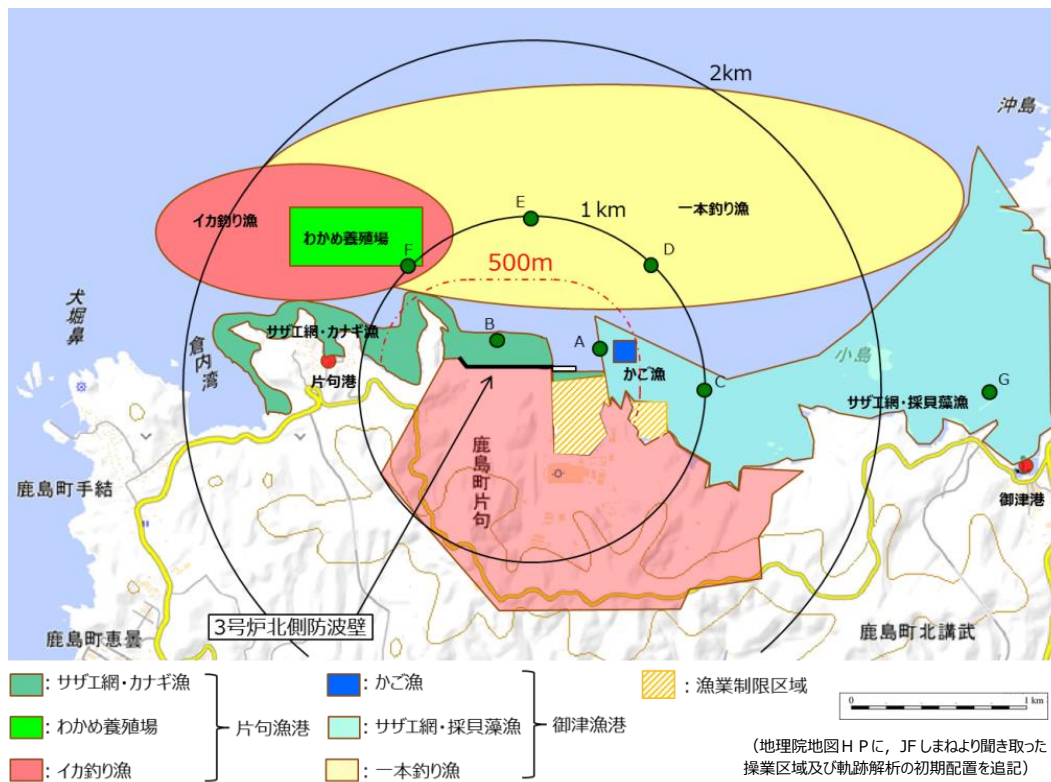 2km
沖島
イカ釣り漁
E
1km
一本釣り漁
わかめ養殖場
F
D
500m
犬堀鼻
倉内湾
サザエ網・カナギ漁
片句港
B
A
かご漁
小島
C
G
サザエ網・採貝藻漁
鹿島町手結
鹿島町片句
御津港
3号炉北側防波壁
鹿島町恵曇
鹿島町北講武
:サザエ網・カナギ漁
:わかめ養殖場
:イカ釣り漁
片句漁港
:かご漁
:サザエ網・採貝藻漁
:一本釣り漁
御津漁港
:漁業制限区域
0 1 km
(地理院地図HPに，JFしまねより聞き取った
操業区域及び軌跡解析の初期配置を追記)